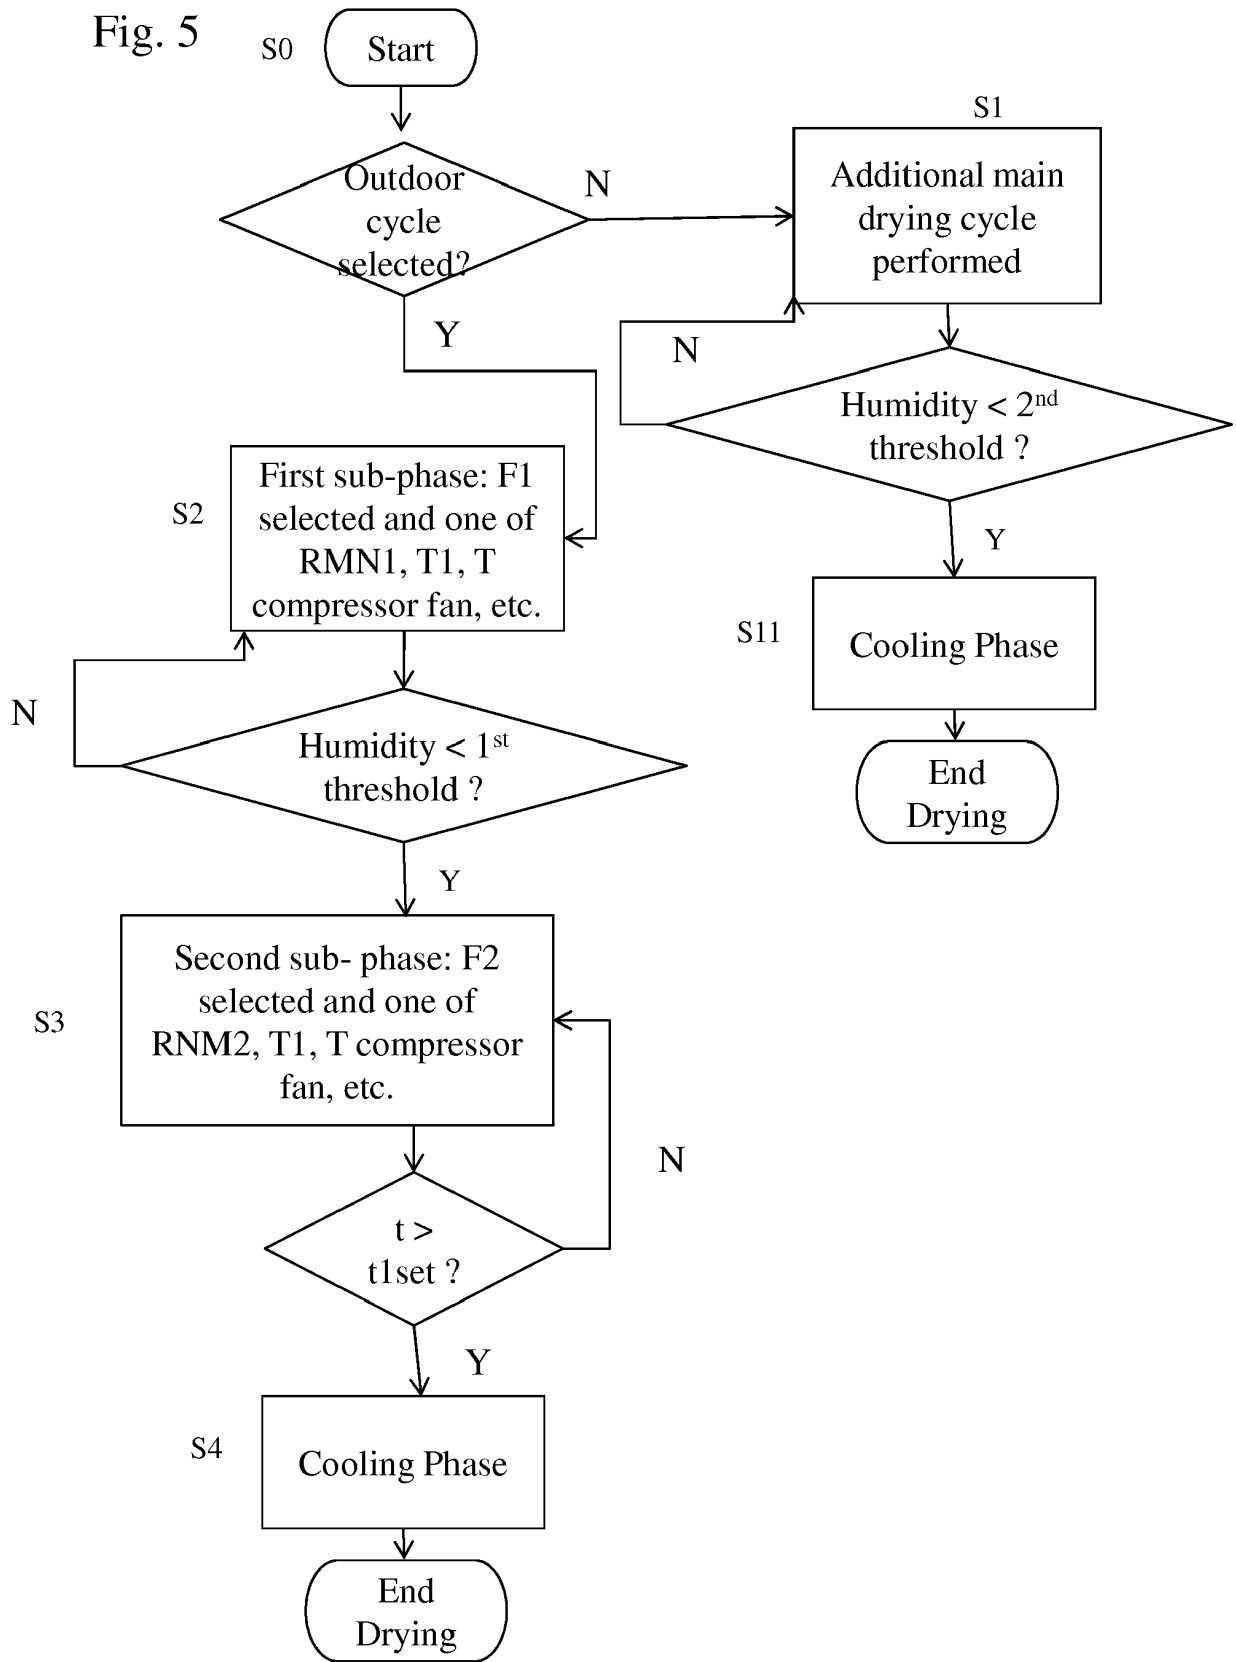 Fig. 5
S0
Start
Outdoor
cycle
selected?
N
Y
S1
Additional main
drying cycle
performed
N
Humidity < 2nd
threshold ?
Y
S11
Cooling Phase
End
Drying
S2
First sub-phase: F1
selected and one of
RMN1, T1, T
compressor fan, etc.
N
Humidity < 1st
threshold ?
Y
S3
Second sub- phase: F2
selected and one of
RNM2, T1, T compressor
fan, etc.
N
t >
t1set ?
Y
S4
Cooling Phase
End
Drying